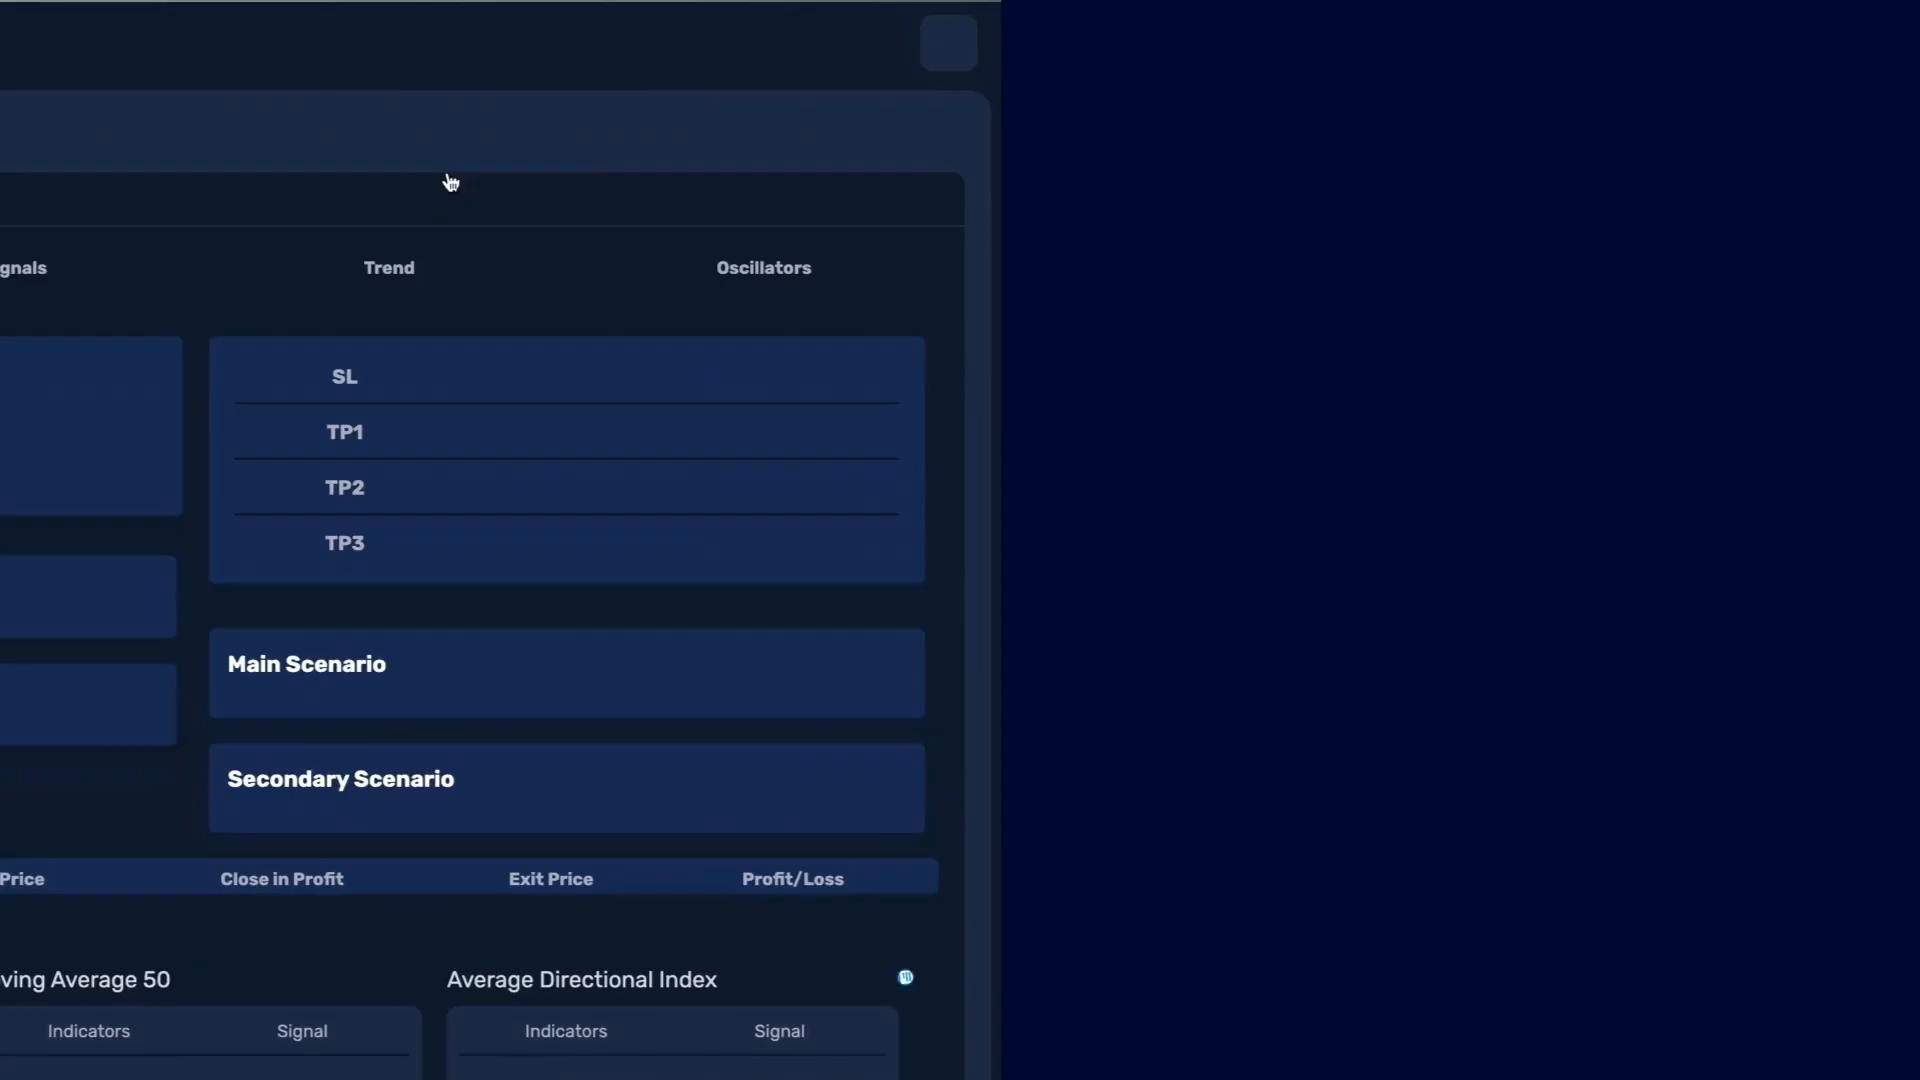 gnals
Trend
Oscillators
SL
TP1
TP2
TP3
Main Scenario
Secondary Scenario
Price
Close in Profit
Exit Price
Profit/Loss
ving Average 50
Average Directional Index
Indicators
Signal
Indicators
Signal